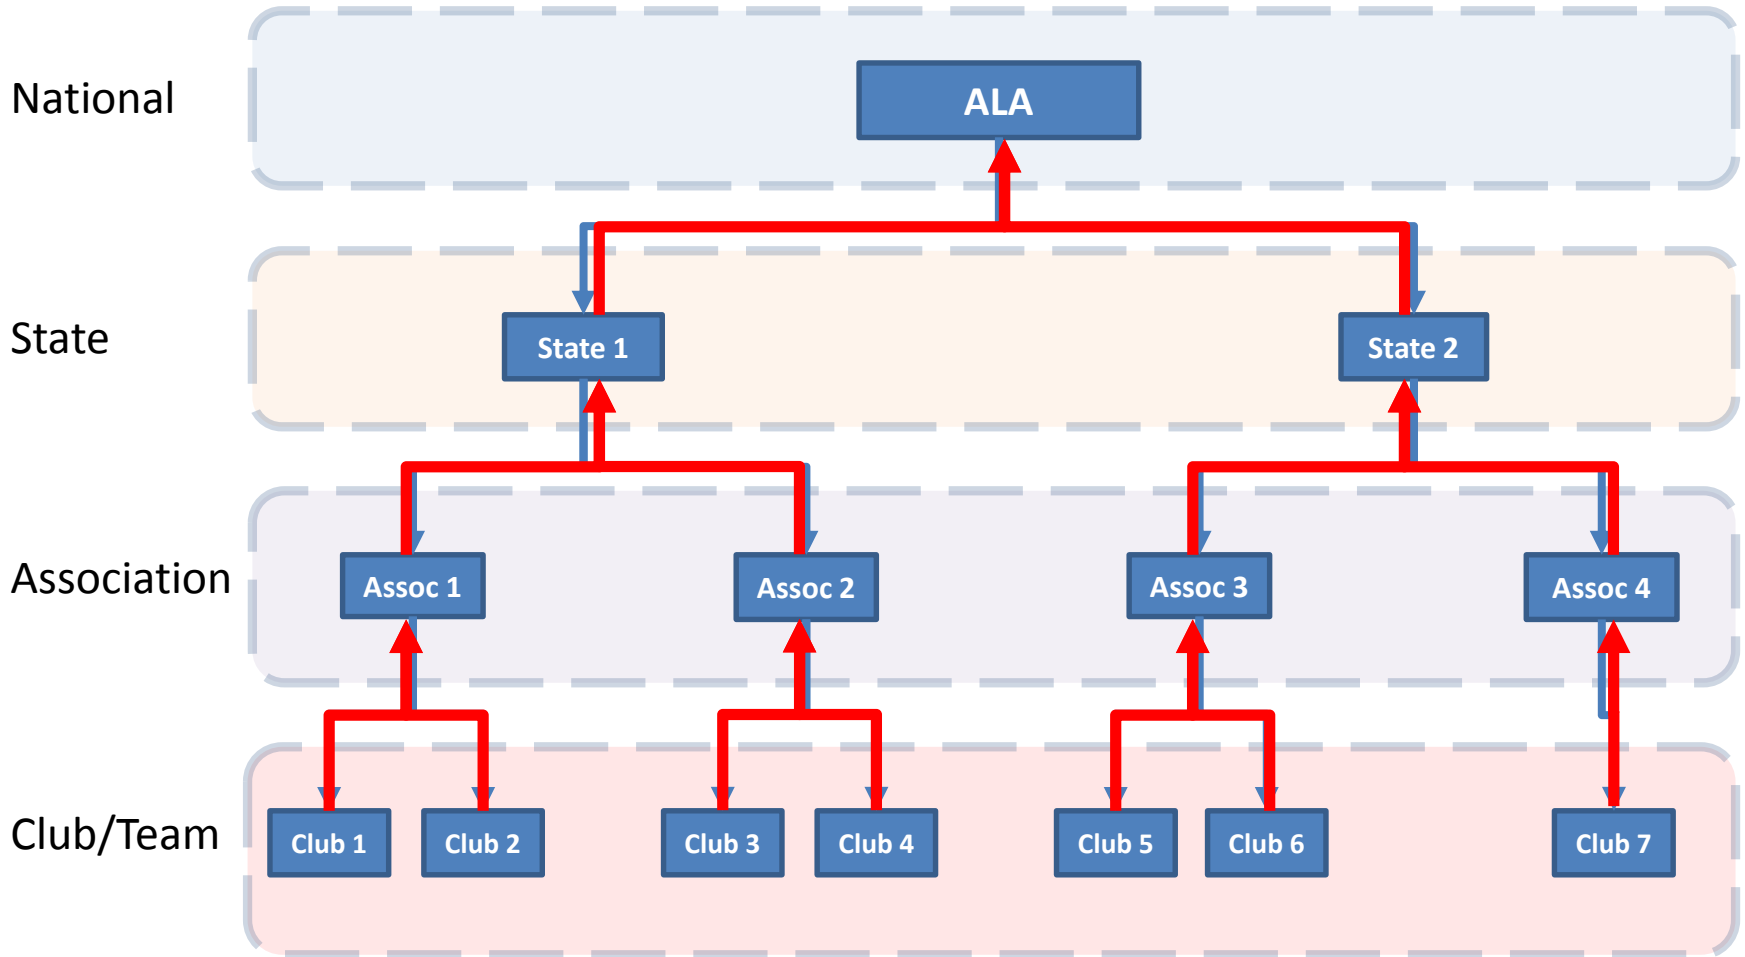 National
ALA
State
State 1
State 2
Association
Assoc 1
Assoc 2
Assoc 3
Assoc 4
Club/Team
Club 1
Club 2
Club 3
Club 4
Club 5
Club 6
Club 7